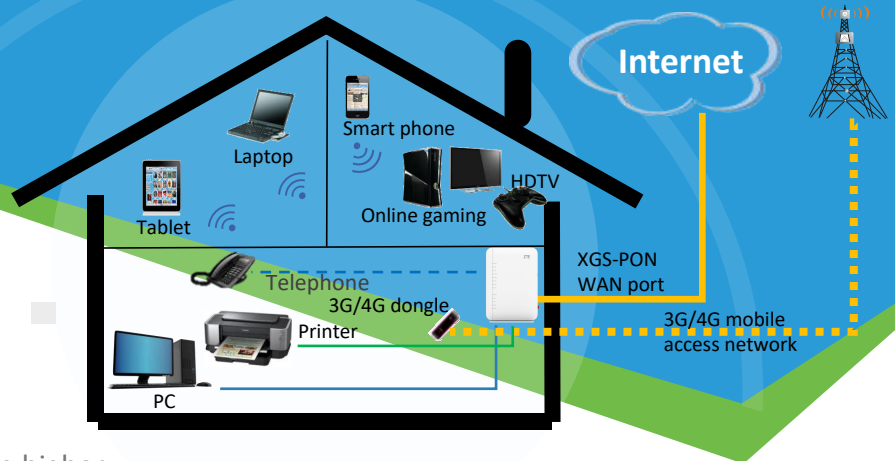 Internet
Smart phone
Laptop
HDTV
Tablet
Online gaming
XGS-PON
WAN port
Telephone
3G/4G dongle
3G/4G mobile
access network
Printer
PC